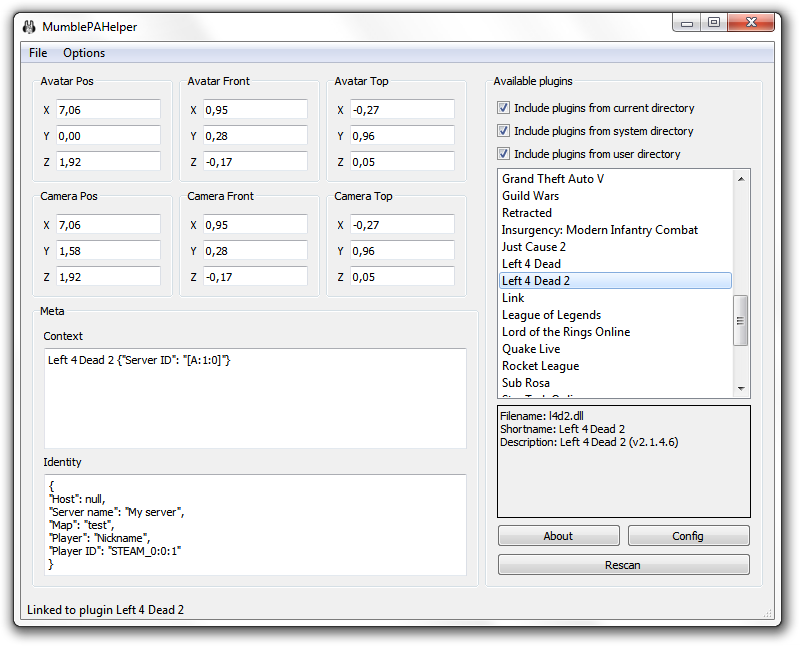 MumblePAHelper
File Options
Avatar Pos
X 7,06
Y 0,00
Z 1,92
Avatar Front
X 0,95
Y 0,28
Z -0,17
Avatar Top
X -0,27
Y 0,96
Z 0,05
Camera Pos
X 7,06
Y 1,58
Z 1,92
Camera Front
X 0,95
Y 0,28
Z -0,17
Camera Top
X -0,27
Y 0,96
Z 0,05
Meta
Context
Left 4 Dead 2 {"Server ID": "[A:1:0]"}
Identity
{
"Host": null,
"Server name": "My server",
"Map": "test",
"Player": "Nickname",
"Player ID": "STEAM_0:0:1"
}
Available plugins
Include plugins from current directory
Include plugins from system directory
Include plugins from user directory
Grand Theft Auto V
Guild Wars
Retracted
Insurgency: Modern Infantry Combat
Just Cause 2
Left 4 Dead
Left 4 Dead 2
Link
League of Legends
Lord of the Rings Online
Quake Live
Rocket League
Sub Rosa
Filename: l4d2.dll
Shortname: Left 4 Dead 2
Description: Left 4 Dead 2 (v2.1.4.6)
About Config
Rescan
Linked to plugin Left 4 Dead 2